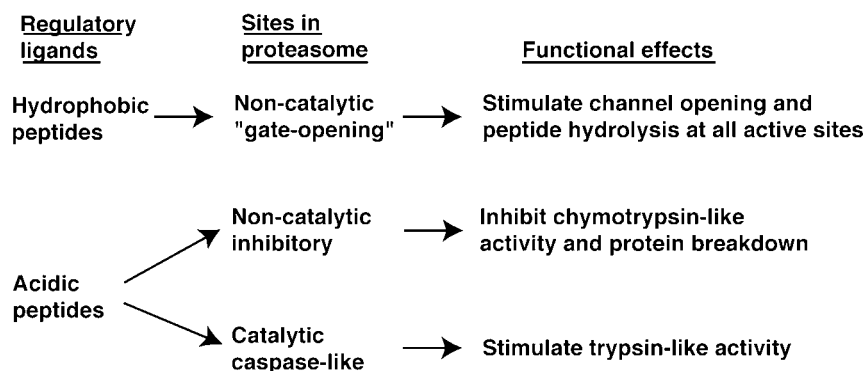 Regulatory
ligands
Sites in
proteasome
Functional effects
Hydrophobic
peptides
Non-catalytic
"gate-opening"
Stimulate channel opening and
peptide hydrolysis at all active sites
Acidic
peptides
Non-catalytic
inhibitory
Inhibit chymotrypsin-like
activity and protein breakdown
Catalytic
caspase-like
Stimulate trypsin-like activity